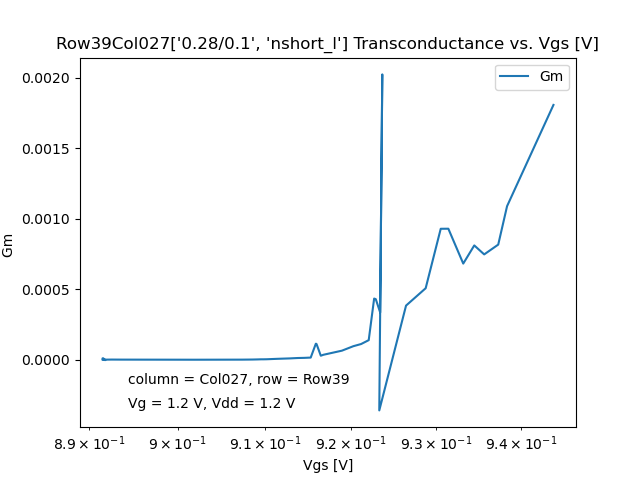 Row39Col027['0.28/0.1', 'nshort_l'] Transconductance vs. Vgs [V]
Gm
0.0020
0.0015
0.0010
0.0005
0.0000
Gm
column = Col027, row = Row39
Vg = 1.2 V, Vdd = 1.2 V
8.9 × 10⁻¹ 9 × 10⁻¹ 9.1 × 10⁻¹ 9.2 × 10⁻¹ 9.3 × 10⁻¹ 9.4 × 10⁻¹
Vgs [V]